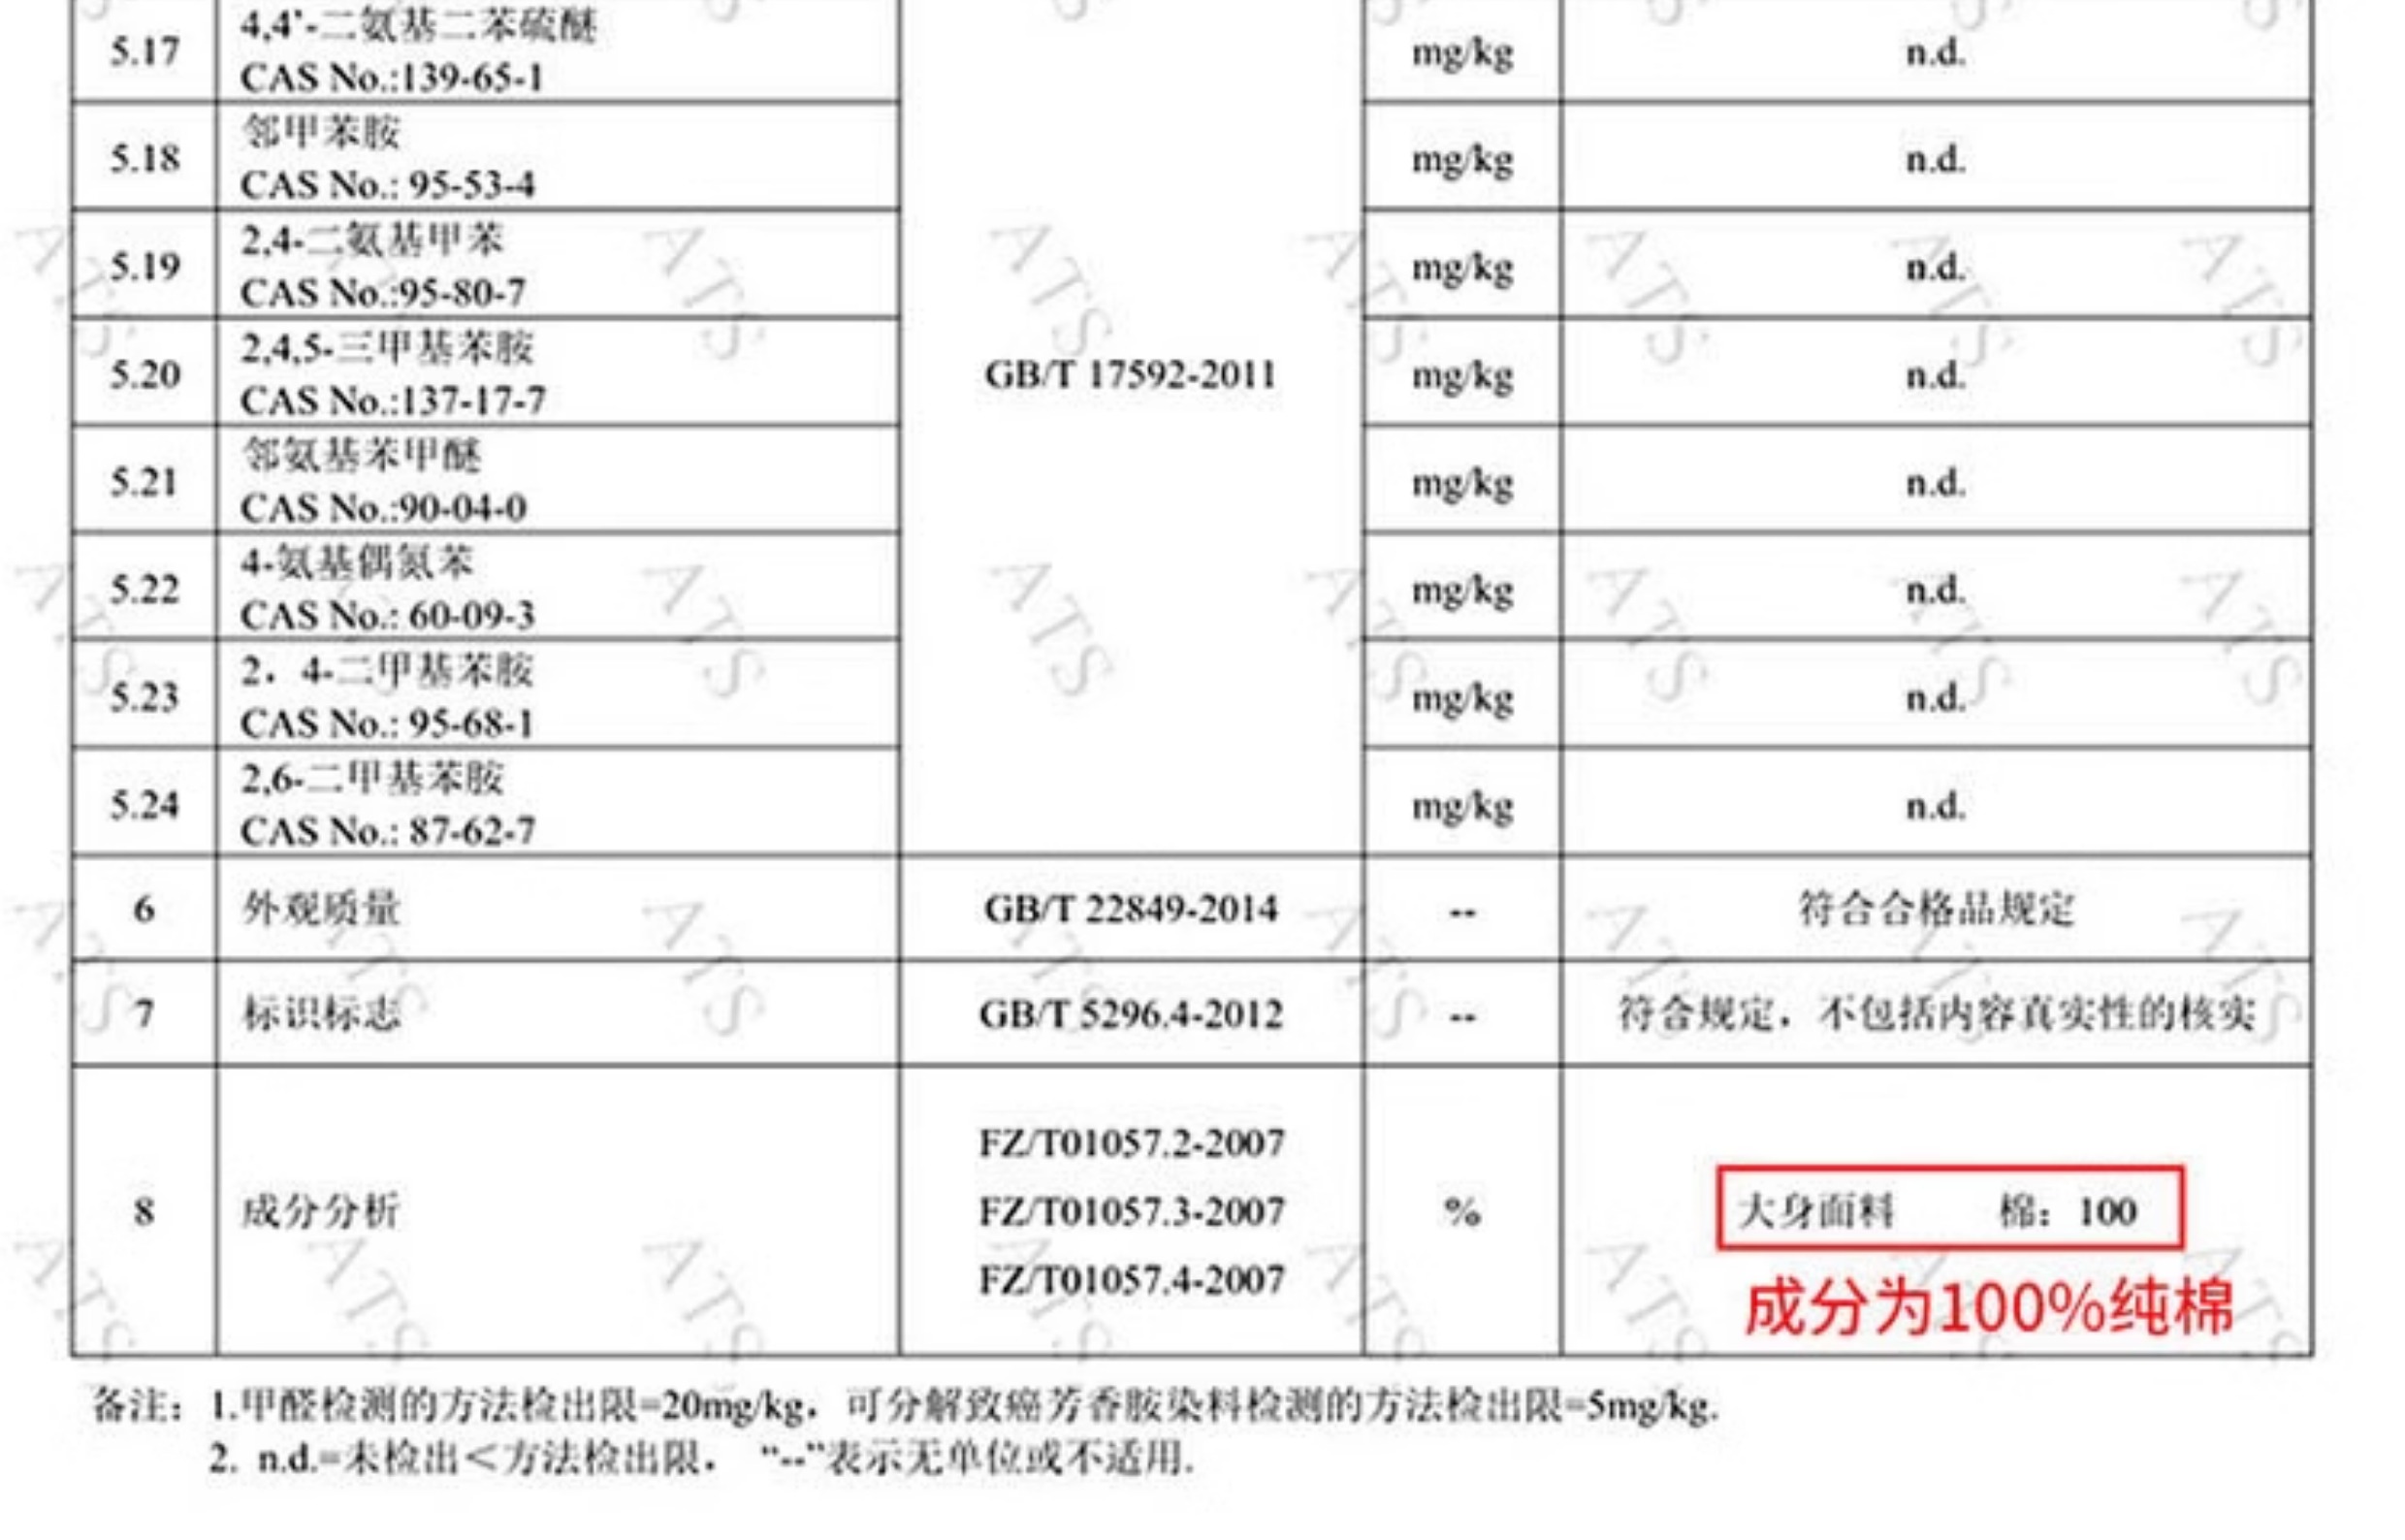 5.17 4,4'-二氨基二苯硫醚 mg/kg n.d.
CAS No.:139-65-1
5.18 邻甲苯胺 mg/kg n.d.
CAS No.: 95-53-4
5.19 2,4-二氨基甲苯 mg/kg n.d.
CAS No.:95-80-7
5.20 2,4,5-三甲基苯胺 GB/T 17592-2011 mg/kg n.d.
CAS No.:137-17-7
5.21 邻氨基苯甲醚 mg/kg n.d.
CAS No.:90-04-0
5.22 4-氨基偶氮苯 mg/kg n.d.
CAS No.: 60-09-3
5.23 2．4-二甲基苯胺 mg/kg n.d.
CAS No.: 95-68-1
5.24 2,6-二甲基苯胺 mg/kg n.d.
CAS No.: 87-62-7
6 外观质量 GB/T 22849-2014 -- 符合合格品规定
7 标识标志 GB/T 5296.4-2012 -- 符合规定，不包括内容真实性的核实
FZ/T01057.2-2007
8 成分分析 FZ/T01057.3-2007 % 大身面料 棉：100
FZ/T01057.4-2007
成分为100%纯棉
备注：1.甲醛检测的方法检出限=20mg/kg，可分解致癌芳香胺染料检测的方法检出限=5mg/kg.
2. n.d.=未检出＜方法检出限， “--”表示无单位或不适用.
ATS